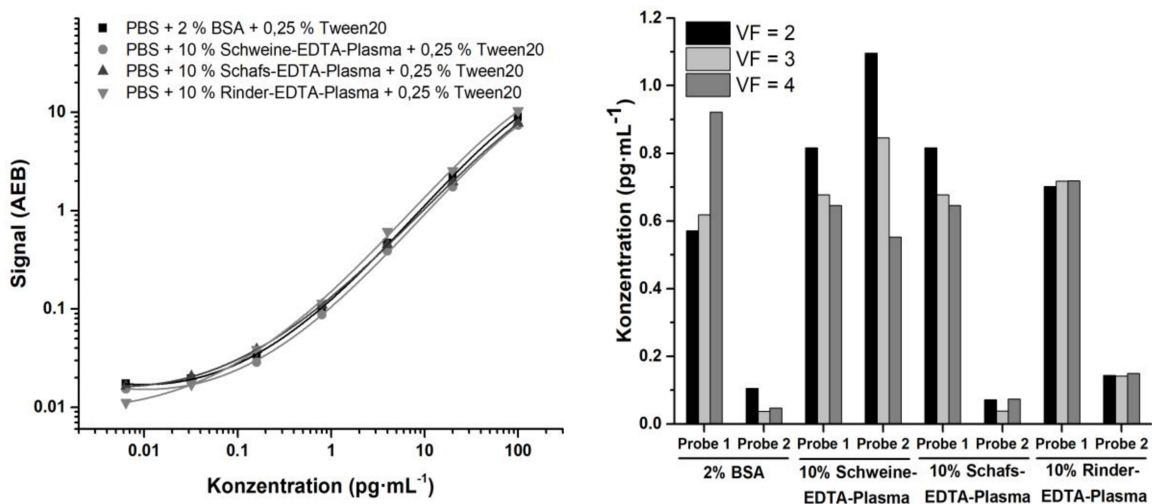 PBS + 2 % BSA + 0,25 % Tween20
PBS + 10 % Schweine-EDTA-Plasma + 0,25 % Tween20
PBS + 10 % Schafs-EDTA-Plasma + 0,25 % Tween20
PBS + 10 % Rinder-EDTA-Plasma + 0,25 % Tween20
Signal (AEB)
10
1
0.1
0.01
0.01 0.1 1 10 100
Konzentration (pg·mL⁻¹)
Konzentration (pg·mL⁻¹)
1.2
1.0
0.8
0.6
0.4
0.2
0.0
VF = 2
VF = 3
VF = 4
Probe 1 Probe 2 Probe 1 Probe 2 Probe 1 Probe 2 Probe 1 Probe 2
2% BSA 10% Schweine- 10% Schafs- 10% Rinder-
EDTA-Plasma EDTA-Plasma EDTA-Plasma